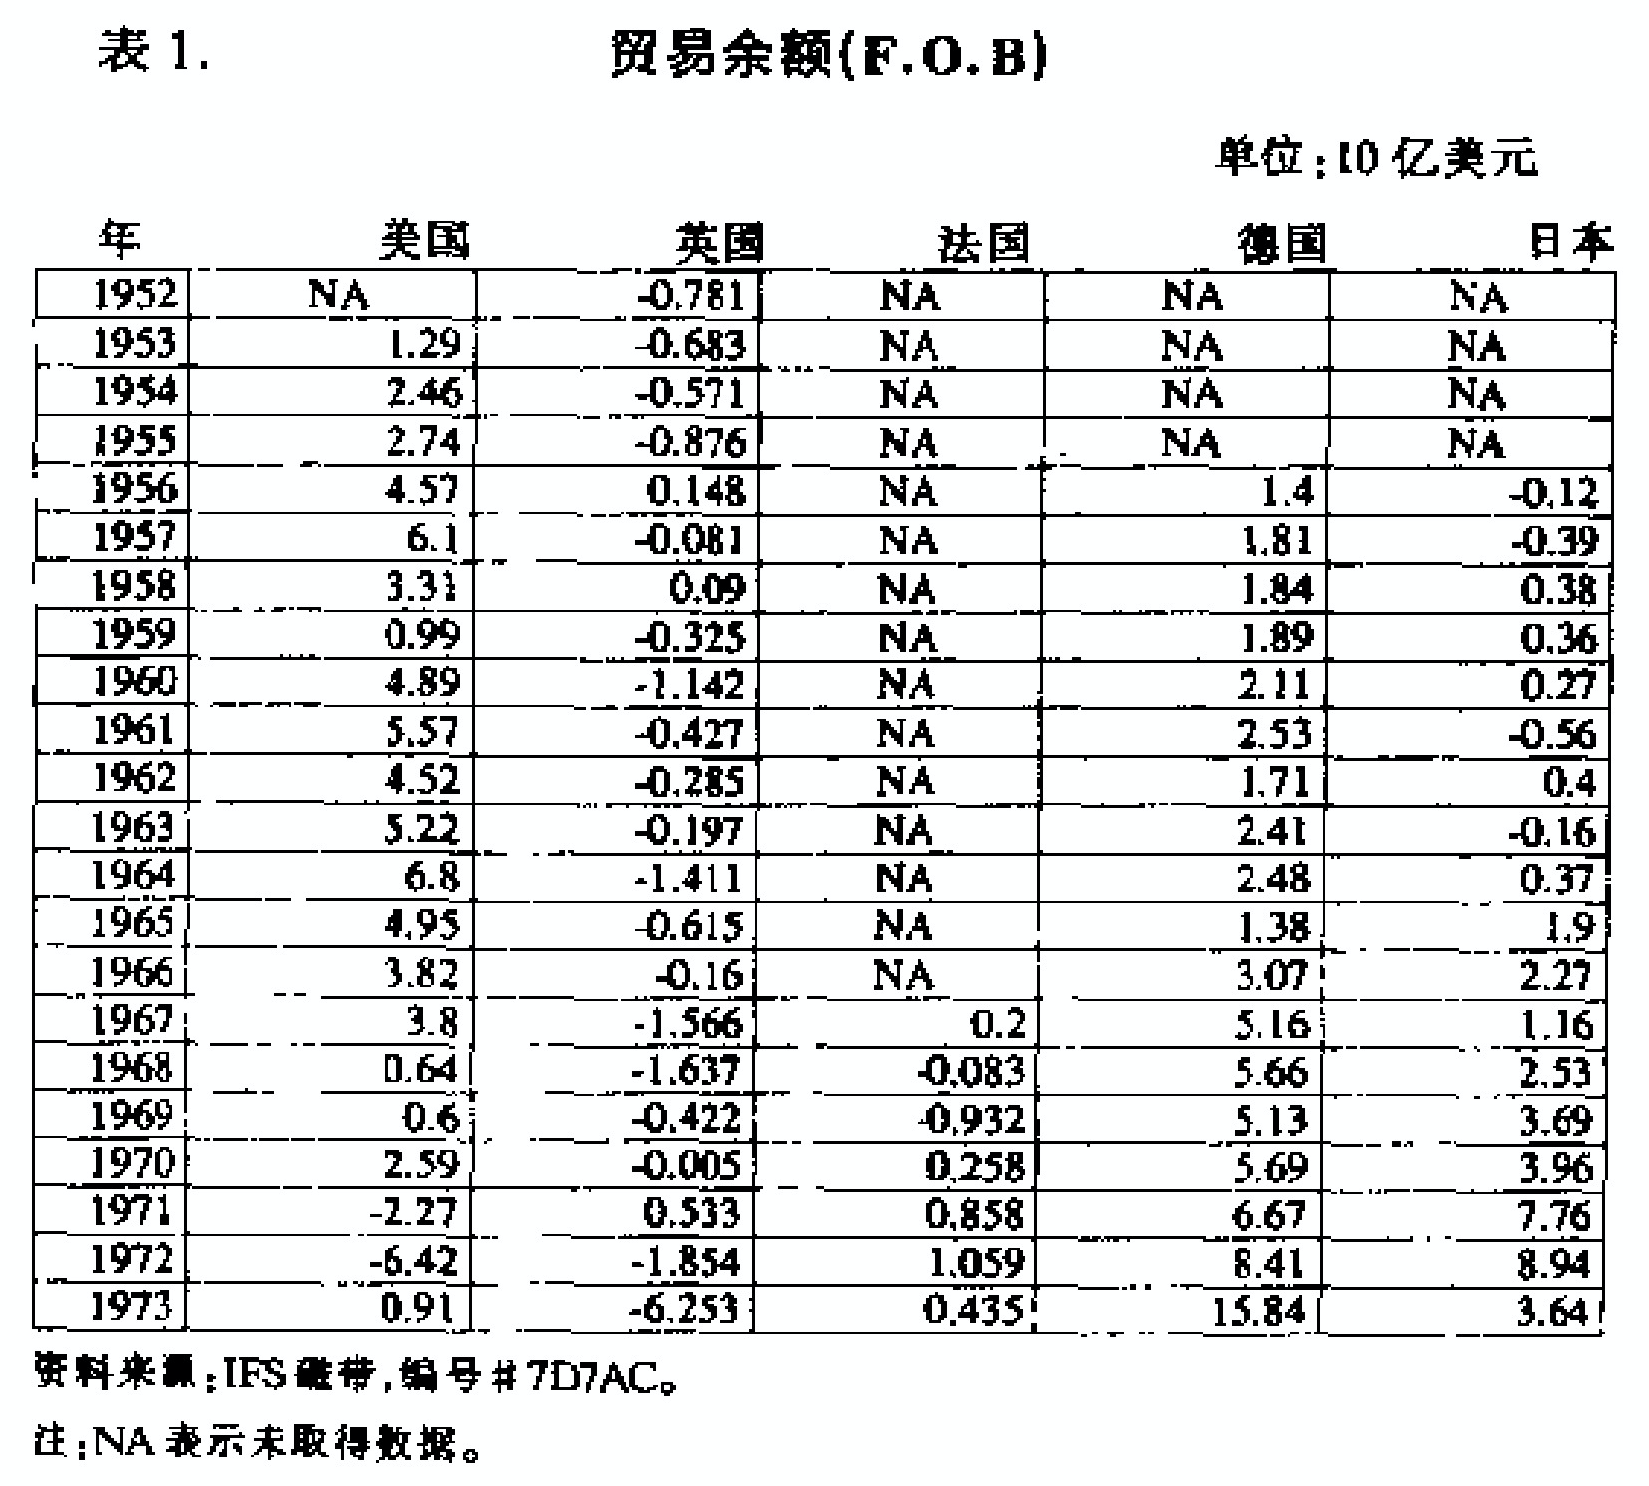 表 1. 贸易余额(F.O.B)
单位:10 亿美元
年 美国 英国 法国 德国 日本
1952 NA -0.781 NA NA NA
1953 1.29 -0.683 NA NA NA
1954 2.46 -0.571 NA NA NA
1955 2.74 -0.876 NA NA NA
1956 4.57 0.148 NA 1.4 -0.12
1957 6.1 -0.081 NA 1.81 -0.39
1958 3.31 0.09 NA 1.84 0.38
1959 0.99 -0.325 NA 1.89 0.36
1960 4.89 -1.142 NA 2.11 0.27
1961 5.57 -0.427 NA 2.53 -0.56
1962 4.52 -0.285 NA 1.71 0.4
1963 5.22 -0.197 NA 2.41 -0.16
1964 6.8 -1.411 NA 2.48 0.37
1965 4.95 -0.615 NA 1.38 1.9
1966 3.82 -0.16 NA 3.07 2.27
1967 3.8 -1.566 0.2 5.16 1.16
1968 0.64 -1.637 -0.083 5.66 2.53
1969 0.6 -0.422 -0.932 5.13 3.69
1970 2.59 -0.005 0.258 5.69 3.96
1971 -2.27 0.533 0.858 6.67 7.76
1972 -6.42 -1.854 1.059 8.41 8.94
1973 0.91 -6.253 0.435 15.84 3.64
资料来源:IFS磁带,编号#7D7AC。
注:NA表示未取得数据。